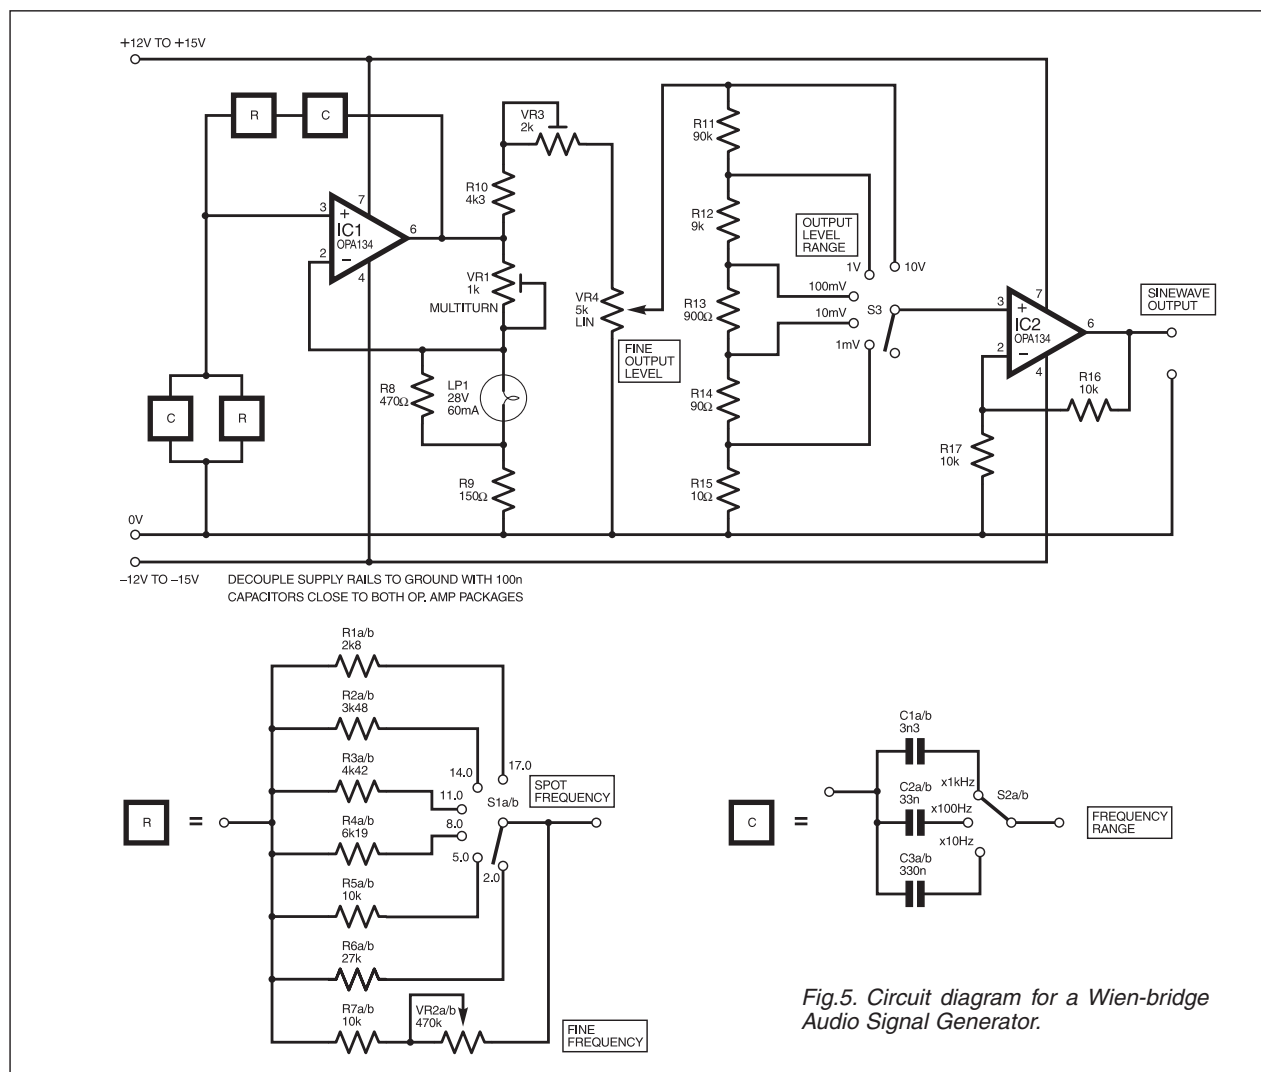 +12V TO +15V
R
C
VR3
2k
R10
4k3
3
+
7
IC1
OPA134
6
2
−
4
VR1
1k
MULTITURN
R8
470Ω
LP1
28V
60mA
R9
150Ω
C
R
VR4
5k
LIN
FINE
OUTPUT
LEVEL
R11
90k
R12
9k
R13
900Ω
R14
90Ω
R15
10Ω
OUTPUT
LEVEL
RANGE
1V
10V
100mV
10mV
1mV
S3
3
+
7
IC2
OPA134
6
2
−
4
SINEWAVE
OUTPUT
R16
10k
R17
10k
0V
–12V TO –15V
DECOUPLE SUPPLY RAILS TO GROUND WITH 100n
CAPACITORS CLOSE TO BOTH OP. AMP PACKAGES
R
=
R1a/b
2k8
R2a/b
3k48
R3a/b
4k42
R4a/b
6k19
R5a/b
10k
R6a/b
27k
R7a/b
10k
VR2a/b
470k
17.0
14.0
11.0
8.0
5.0
2.0
S1a/b
SPOT
FREQUENCY
FINE
FREQUENCY
C
=
C1a/b
3n3
C2a/b
33n
C3a/b
330n
x1kHz
x100Hz
x10Hz
S2a/b
FREQUENCY
RANGE
Fig.5. Circuit diagram for a Wien-bridge
Audio Signal Generator.